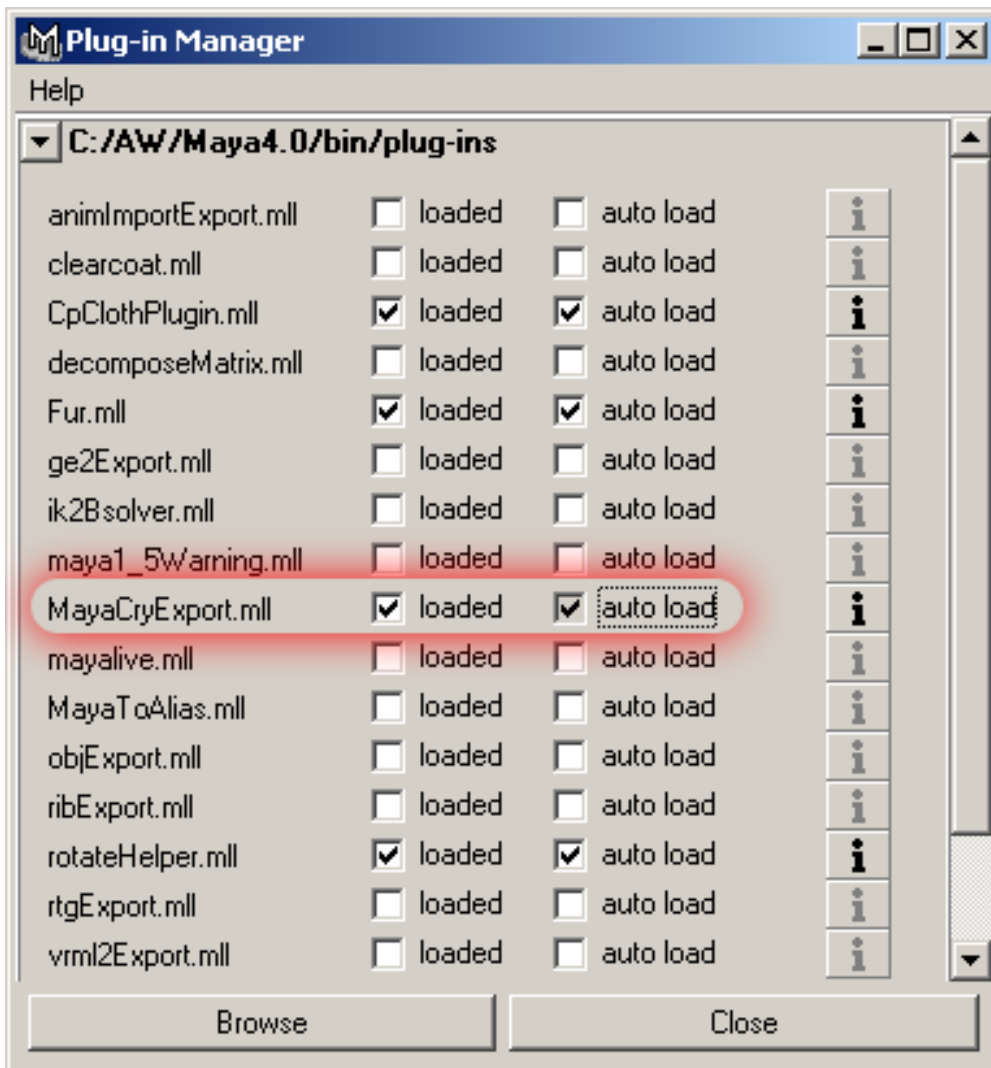 Plug-in Manager
Help
C:/AW/Maya4.0/bin/plug-ins
animImportExport.mll loaded auto load i
clearcoat.mll loaded auto load i
CpClothPlugin.mll loaded auto load i
decomposeMatrix.mll loaded auto load i
Fur.mll loaded auto load i
ge2Export.mll loaded auto load i
ik2Bsolver.mll loaded auto load i
maya1_5Warning.mll loaded auto load i
MayaCryExport.mll loaded auto load i
mayalive.mll loaded auto load i
MayaToAlias.mll loaded auto load i
objExport.mll loaded auto load i
ribExport.mll loaded auto load i
rotateHelper.mll loaded auto load i
rtgExport.mll loaded auto load i
vrml2Export.mll loaded auto load i
Browse Close